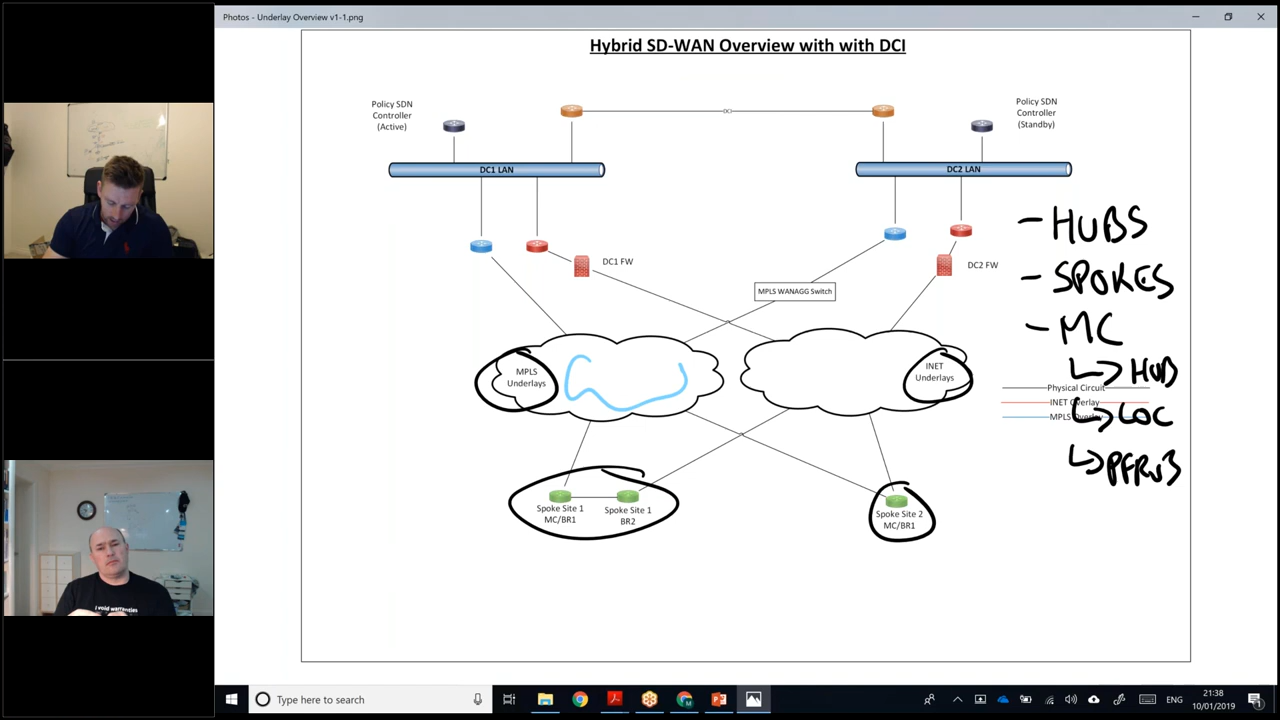 Photos - Underlay Overview v1-1.png
Hybrid SD-WAN Overview with with DCI
Policy SDN
Controller
(Active)
DCI
Policy SDN
Controller
(Standby)
DC1 LAN
DC2 LAN
- HUBS
DC1 FW
DC2 FW
- SPOKES
MPLS WANAGG Switch
- MC
MPLS
Underlays
INET
Underlays
↳ HUB
Physical Circuit
INET Overlay
MPLS Overlay
↳ LOC
↳ PFRV3
Spoke Site 1
MC/BR1
Spoke Site 1
BR2
Spoke Site 2
MC/BR1
I void warranties
Type here to search
ENG
21:38
10/01/2019